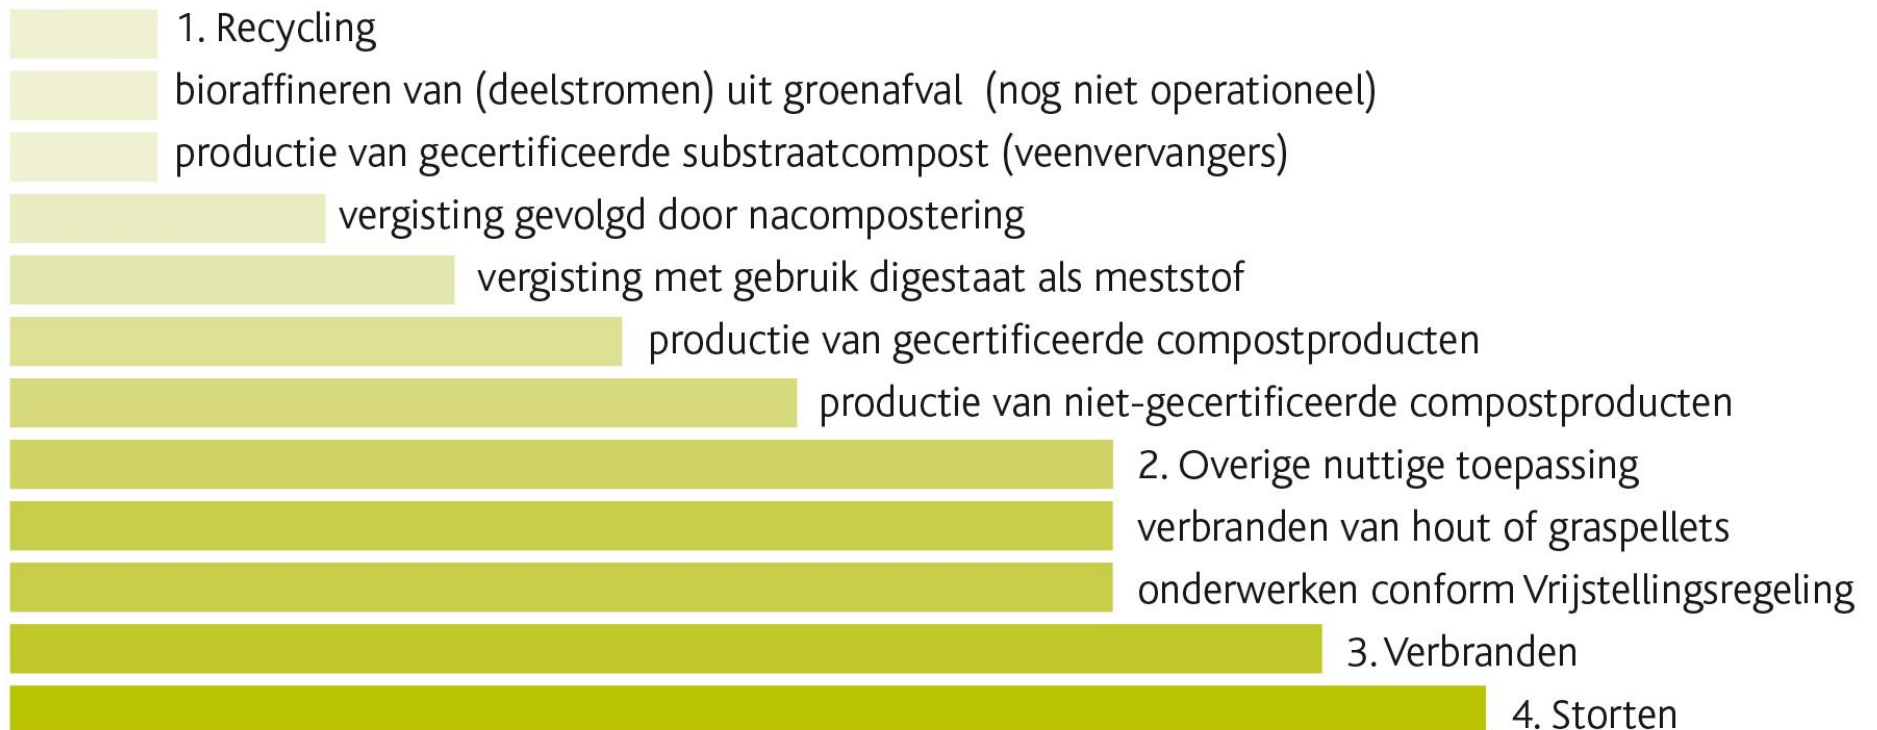 1. Recycling
bioraffineren van (deelstromen) uit groenafval (nog niet operationeel)
productie van gecertificeerde substraatcompost (veenvervangers)
vergisting gevolgd door nacompostering
vergisting met gebruik digestaat als meststof
productie van gecertificeerde compostproducten
productie van niet-gecertificeerde compostproducten
2. Overige nuttige toepassing
verbranden van hout of graspellets
onderwerken conform Vrijstellingsregeling
3. Verbranden
4. Storten